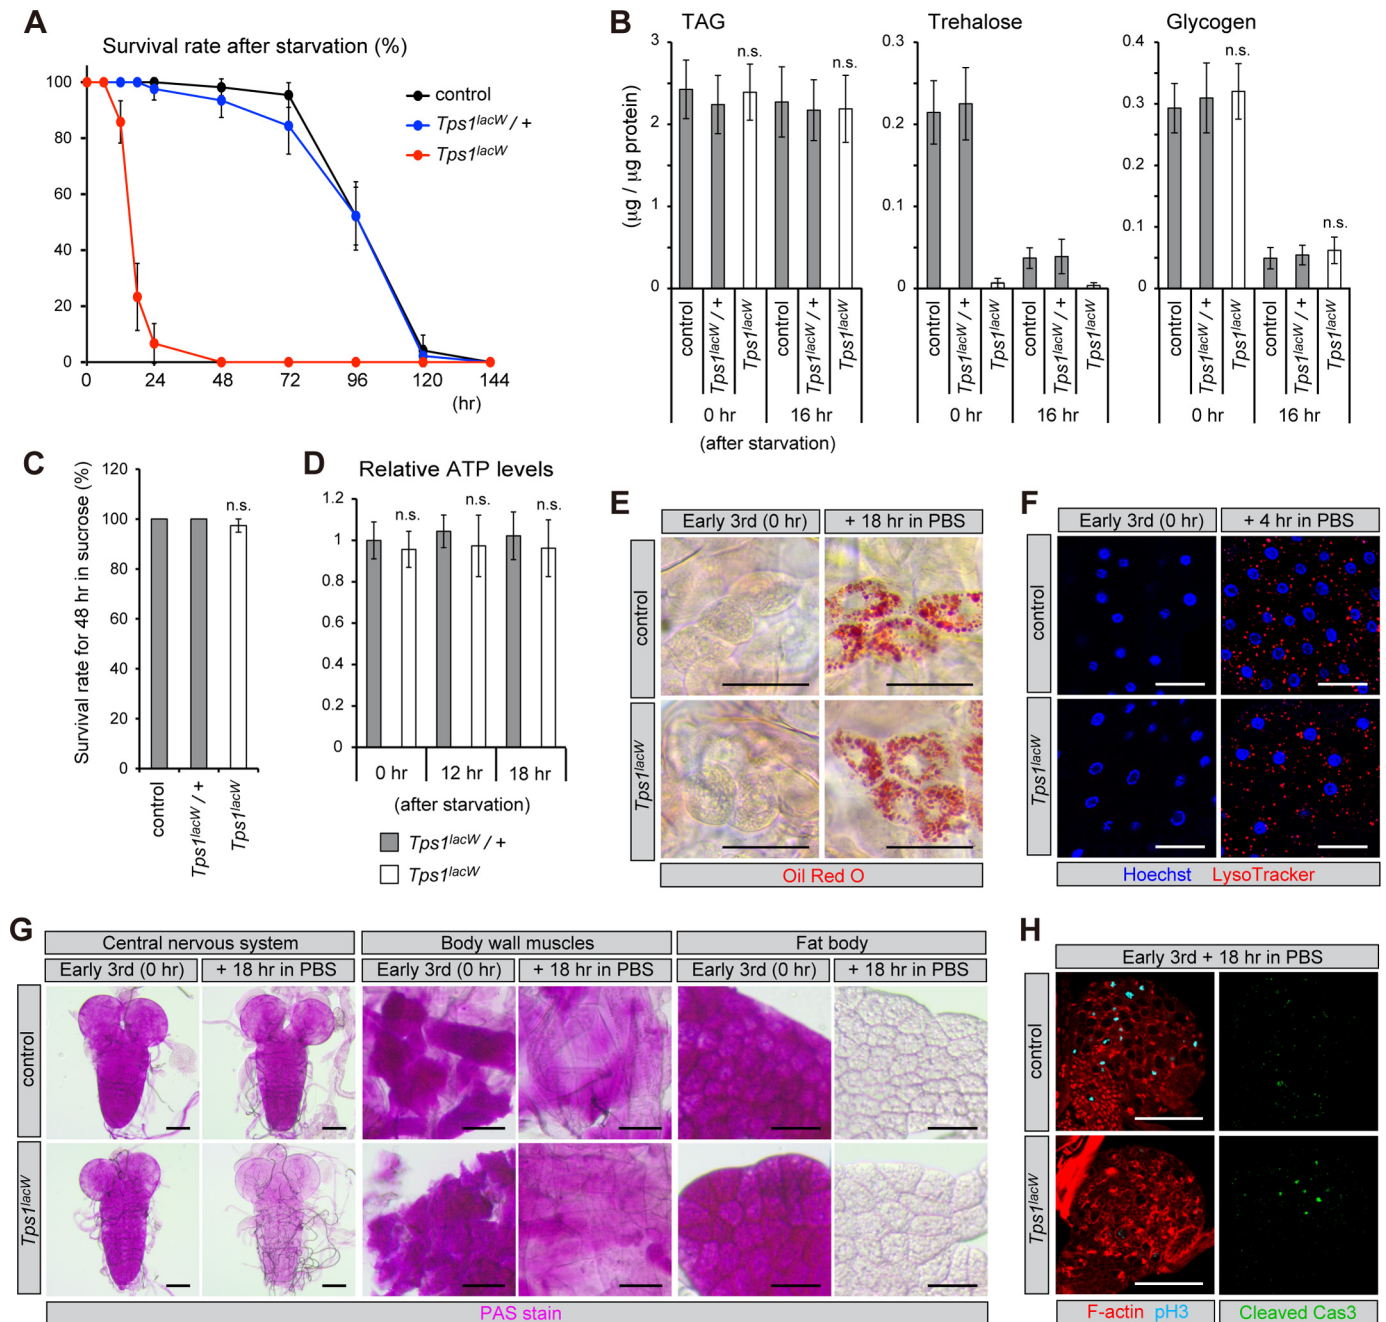 A
Survival rate after starvation (%)
100
80
60
40
20
0
0 24 48 72 96 120 144
(hr)
control
Tps1lacW / +
Tps1lacW
B
TAG
Trehalose
Glycogen
(µg / µg protein)
3
2
1
0
n.s.
n.s.
control
Tps1lacW / +
Tps1lacW
control
Tps1lacW / +
Tps1lacW
0 hr
16 hr
(after starvation)
0.3
0.2
0.1
0
control
Tps1lacW / +
Tps1lacW
control
Tps1lacW / +
Tps1lacW
0 hr
16 hr
0.4
0.3
0.2
0.1
0
n.s.
n.s.
control
Tps1lacW / +
Tps1lacW
control
Tps1lacW / +
Tps1lacW
0 hr
16 hr
C
Survival rate for 48 hr in sucrose (%)
120
100
80
60
40
20
0
n.s.
control
Tps1lacW / +
Tps1lacW
D
Relative ATP levels
1.2
1
0.8
0.6
0.4
0.2
0
n.s.
n.s.
n.s.
0 hr
12 hr
18 hr
(after starvation)
Tps1lacW / +
Tps1lacW
E
Early 3rd (0 hr)
+ 18 hr in PBS
control
Tps1lacW
Oil Red O
F
Early 3rd (0 hr)
+ 4 hr in PBS
control
Tps1lacW
Hoechst LysoTracker
G
Central nervous system
Body wall muscles
Fat body
Early 3rd (0 hr)
+ 18 hr in PBS
Early 3rd (0 hr)
+ 18 hr in PBS
Early 3rd (0 hr)
+ 18 hr in PBS
control
Tps1lacW
PAS stain
H
Early 3rd + 18 hr in PBS
control
Tps1lacW
F-actin pH3
Cleaved Cas3